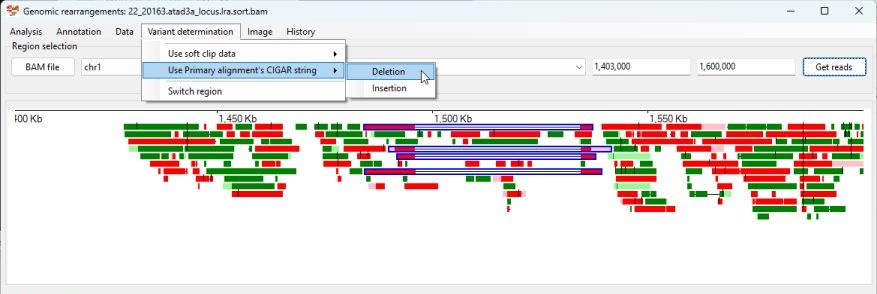 Genomic rearrangements: 22_20163.atad3a_locus.lra.sort.bam
Analysis Annotation Data Variant determination Image History
Region selection
Use soft clip data
BAM file chr1 Use Primary alignment's CIGAR string Deletion 1,403,000 1,600,000 Get reads
Insertion
Switch region
400 Kb 1,450 Kb 1,500 Kb 1,550 Kb